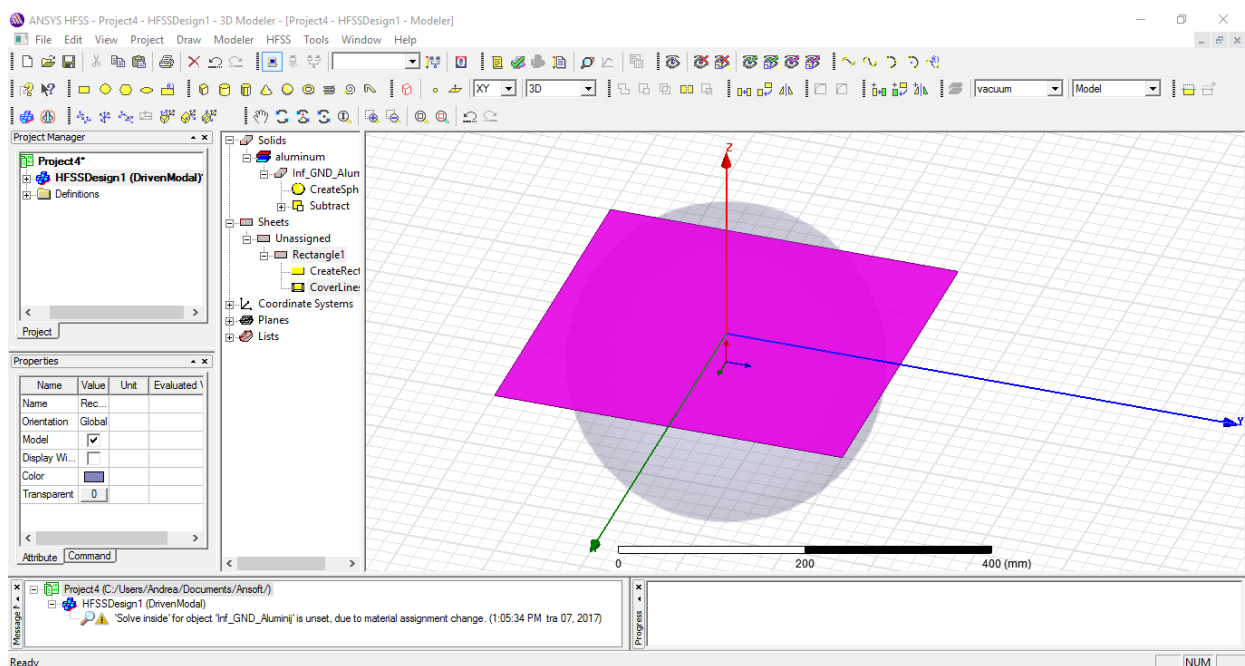 ANSYS HFSS - Project4 - HFSSDesign1 - 3D Modeler - [Project4 - HFSSDesign1 - Modeler]
File Edit View Project Draw Modeler HFSS Tools Window Help
XY 3D vacuum Model
Project Manager
Project4*
HFSSDesign1 (DrivenModal)*
Definitions
Project
Properties
Name Value Unit Evaluated V
Name Rec...
Orientation Global
Model
Display Wi...
Color
Transparent 0
Attribute Command
Solids
aluminum
Inf_GND_Alum
CreateSph
Subtract
Sheets
Unassigned
Rectangle1
CreateRect
CoverLines
Coordinate Systems
Planes
Lists
Z
Y
0 200 400 (mm)
Project4 (C:/Users/Andrea/Documents/Ansoft/)
HFSSDesign1 (DrivenModal)
'Solve inside' for object 'Inf_GND_Aluminij' is unset, due to material assignment change. (1:05:34 PM tra 07, 2017)
Progress
Ready NUM